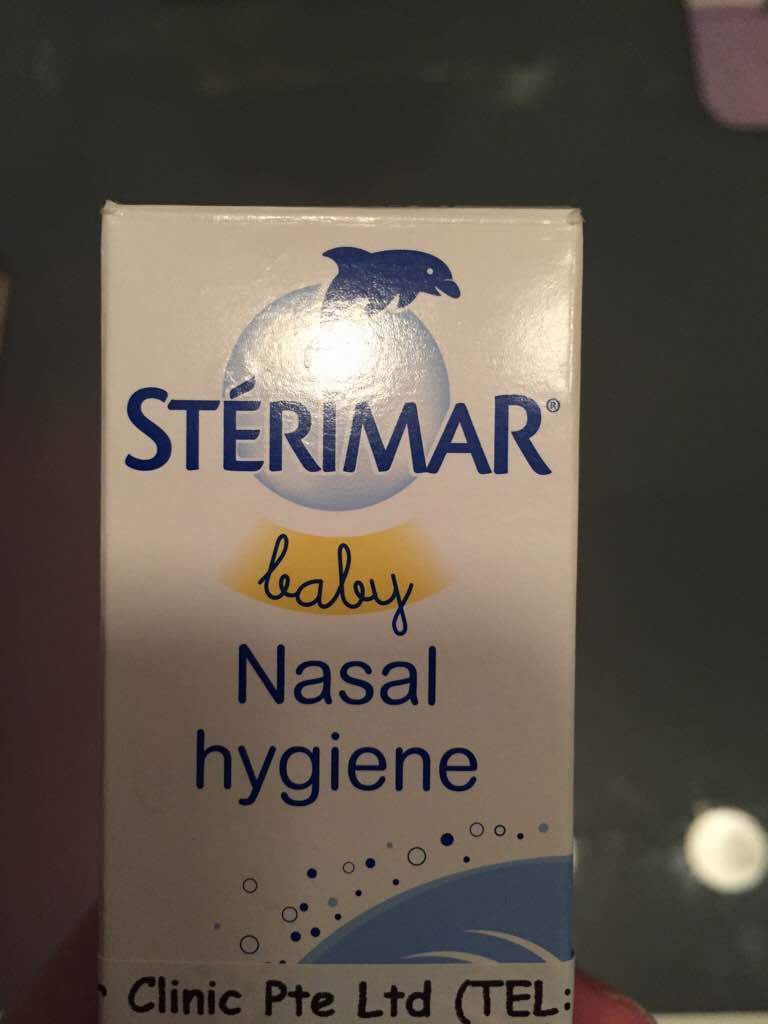 STÉRIMAR®
baby
Nasal
hygiene
Clinic Pte Ltd (TEL: